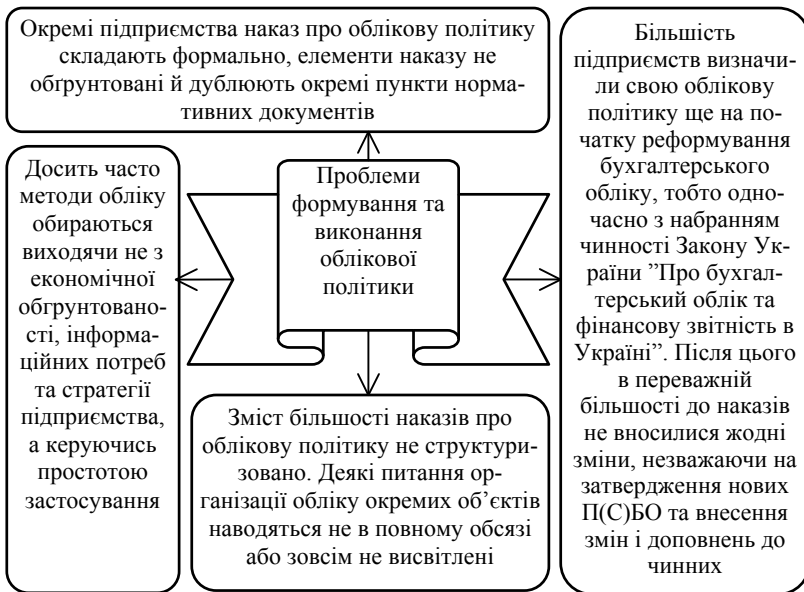 Окремі підприємства наказ про облікову політику
складають формально, елементи наказу не
обґрунтовані й дублюють окремі пункти норма-
тивних документів
Досить часто
методи обліку
обираються
виходячи не з
економічної
обгрунтовано-
сті, інформа-
ційних потреб
та стратегії
підприємства,
а керуючись
простотою
застосування
Проблеми
формування та
виконання
облікової
політики
Зміст більшості наказів про
облікову політику не структури-
зовано. Деякі питання ор-
ганізації обліку окремих об’єктів
наводяться не в повному обсязі
або зовсім не висвітлені
Більшість
підприємств визначи-
ли свою облікову
політику ще на по-
чатку реформування
бухгалтерського
обліку, тобто одно-
часно з набранням
чинності Закону Ук-
раїни ”Про бухгал-
терський облік та
фінансову звітність в
Україні”. Після цього
в переважній
більшості до наказів
не вносилися жодні
зміни, незважаючи на
затвердження нових
П(С)БО та внесення
змін і доповнень до
чинних